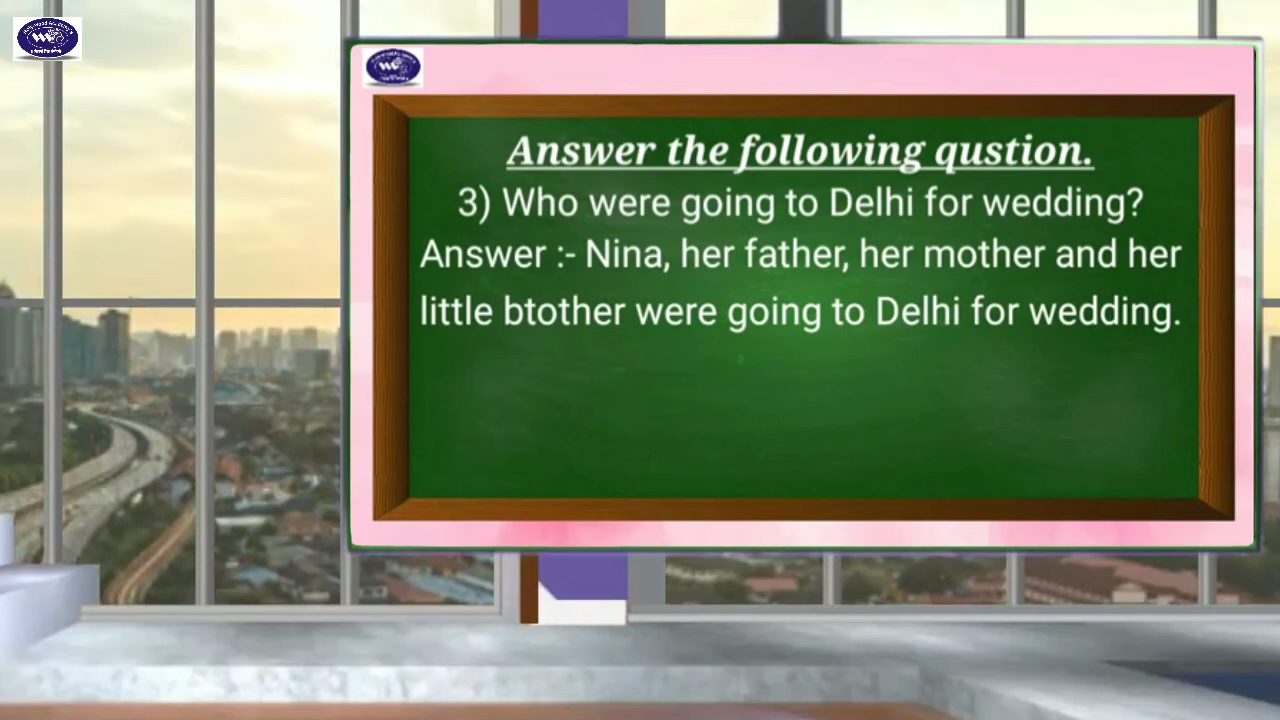 Answer the following qustion.
3) Who were going to Delhi for wedding?
Answer :- Nina, her father, her mother and her
little btother were going to Delhi for wedding.